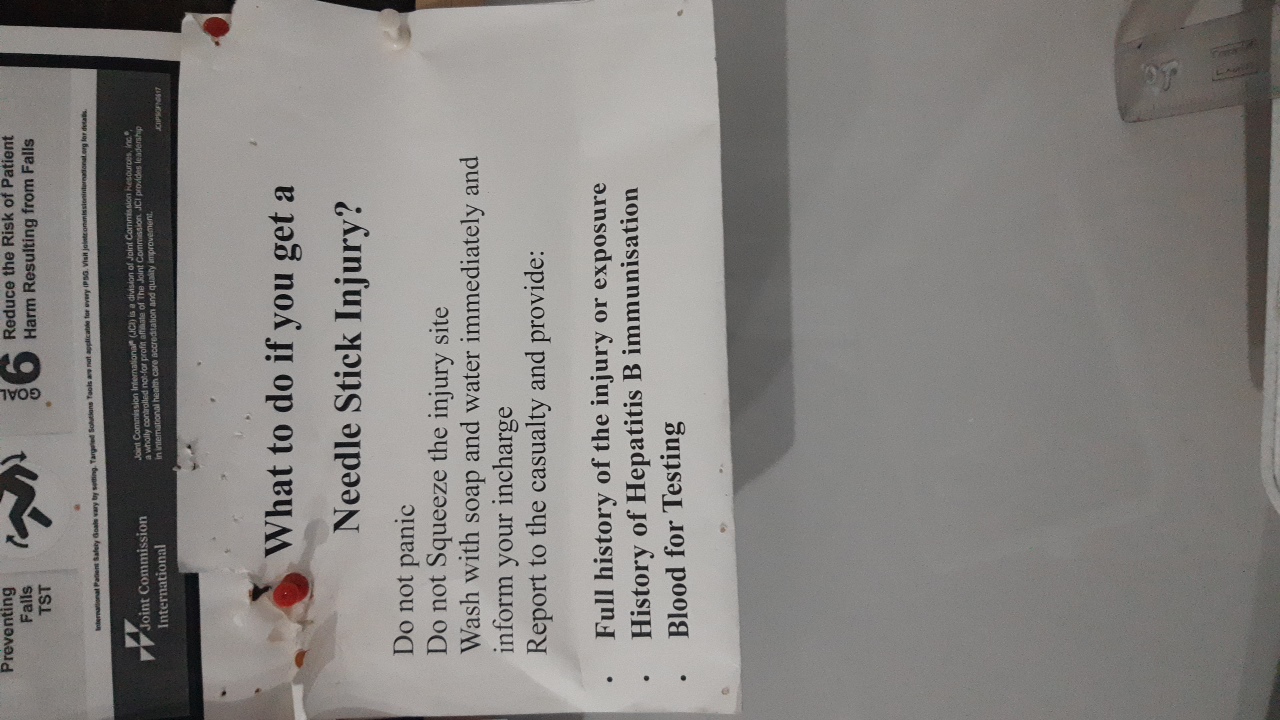 Preventing
Falls
TST
GOAL
6
Reduce the Risk of Patient
Harm Resulting from Falls
International Patient Safety Goals vary by setting. Targeted Solutions Tools are not applicable for every IPSG. Visit jointcommissioninternational.org for details.
Joint Commission
International
Joint Commission International® (JCI) is a division of Joint Commission Resources, Inc.®,
a wholly controlled not-for profit affiliate of The Joint Commission. JCI provides leadership
in international health care accreditation and quality improvement.
What to do if you get a
Needle Stick Injury?
Do not panic
Do not Squeeze the injury site
Wash with soap and water immediately and
inform your incharge
Report to the casualty and provide:
. Full history of the injury or exposure
. History of Hepatitis B immunisation
. Blood for Testing